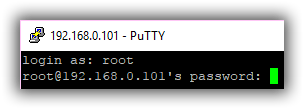 192.168.0.101 - PuTTY
login as: root
root@192.168.0.101's password: